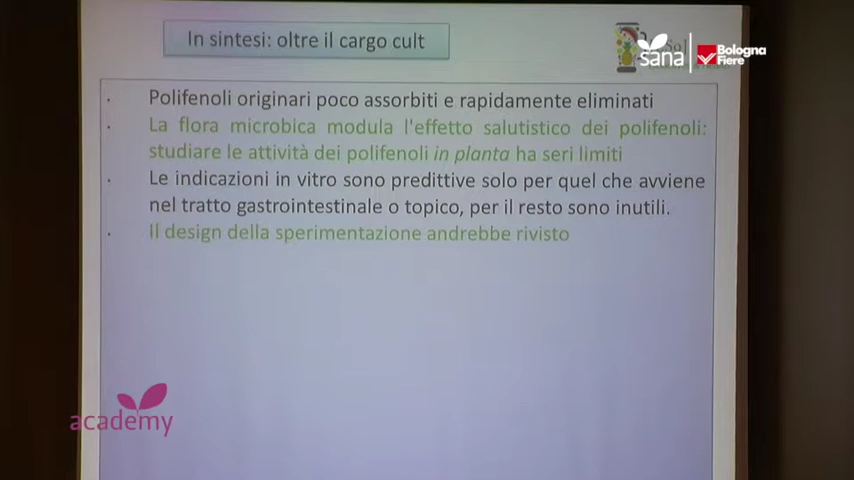 In sintesi: oltre il cargo cult
sana
Bologna
Fiere
Polifenoli originari poco assorbiti e rapidamente eliminati
La flora microbica modula l'effetto salutistico dei polifenoli:
studiare le attività dei polifenoli in planta ha seri limiti
Le indicazioni in vitro sono predittive solo per quel che avviene
nel tratto gastrointestinale o topico, per il resto sono inutili.
Il design della sperimentazione andrebbe rivisto
academy